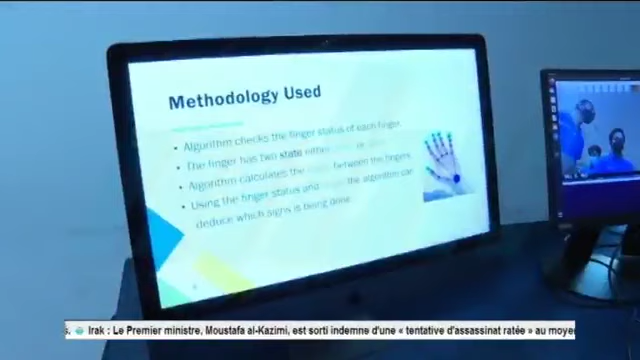 Methodology Used
• Algorithm checks the finger status of each finger.
• The finger has two state either
• Algorithm calculates the between the fingers
• Using the finger status and the algorithm can
deduce which signs is being done.
s. Irak : Le Premier ministre, Moustafa al-Kazimi, est sorti indemne d'une « tentative d'assassinat ratée » au moye